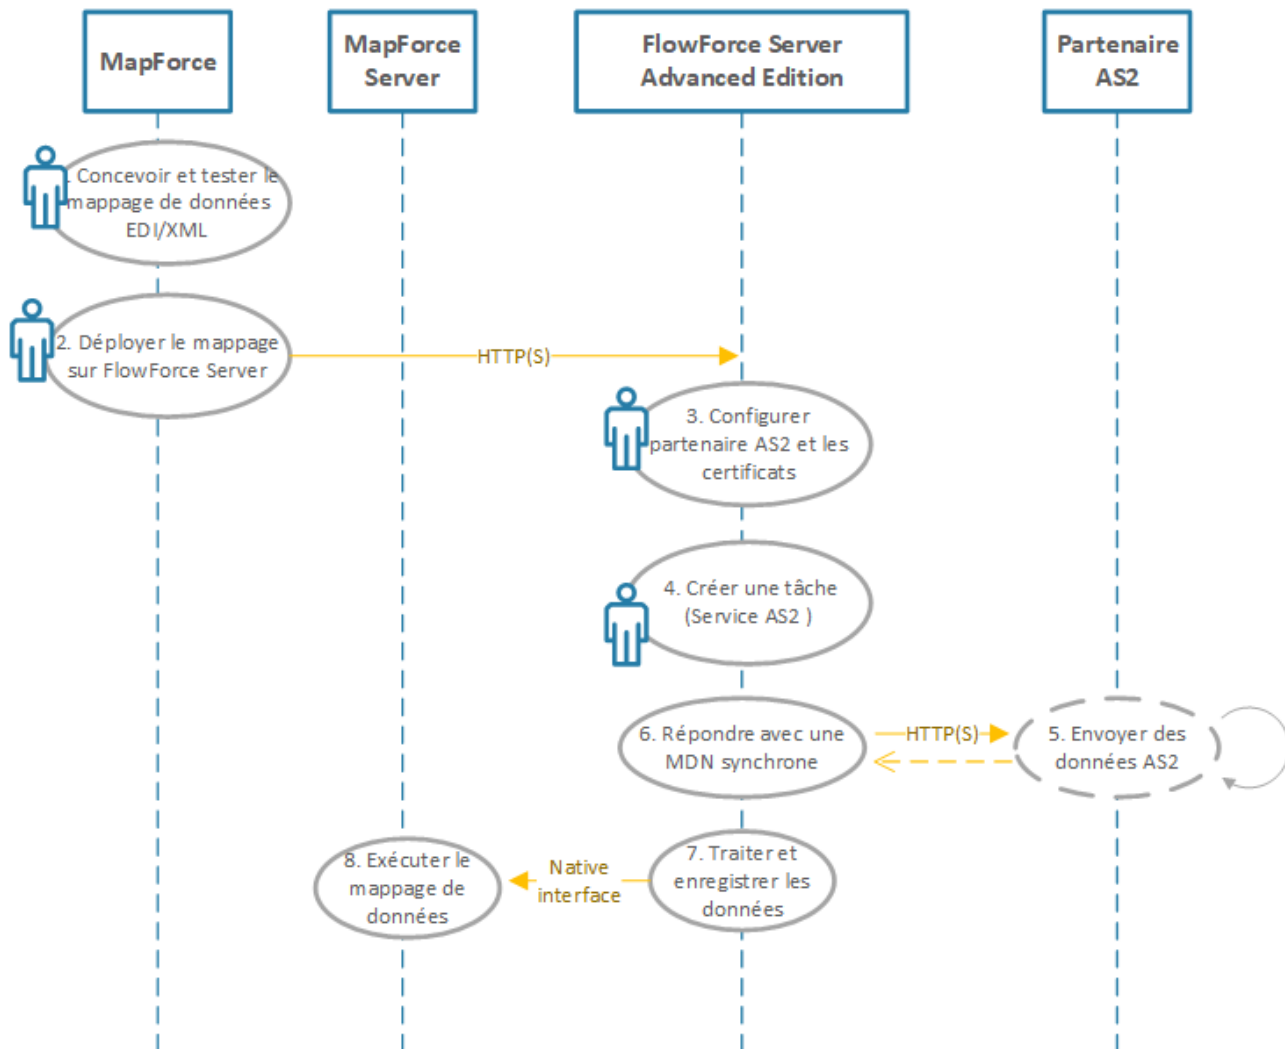 MapForce
MapForce
Server
FlowForce Server
Advanced Edition
Partenaire
AS2
. Concevoir et tester le
mappage de données
EDI/XML
2. Déployer le mappage
sur FlowForce Server
HTTP(S)
3. Configurer
partenaire AS2 et les
certificats
4. Créer une tâche
(Service AS2 )
6. Répondre avec une
MDN synchrone
HTTP(S)
5. Envoyer des
données AS2
8. Exécuter le
mappage de
données
Native
interface
7. Traiter et
enregistrer les
données